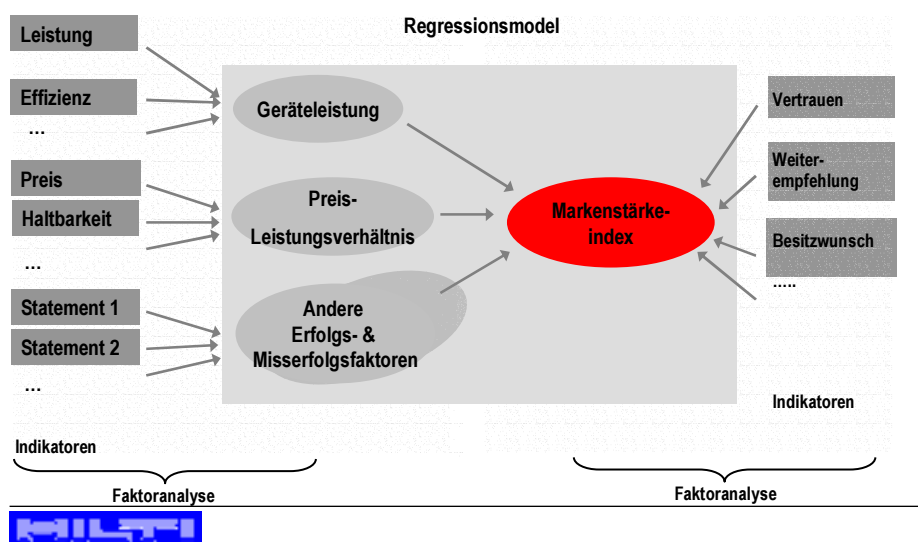 Regressionsmodel
Leistung
Effizienz
...
Preis
Haltbarkeit
...
Statement 1
Statement 2
...
Indikatoren
Faktoranalyse
Geräteleistung
Preis-
Leistungsverhältnis
Andere
Erfolgs- &
Misserfolgsfaktoren
Markenstärke-
index
Vertrauen
Weiter-
empfehlung
Besitzwunsch
.....
Indikatoren
Faktoranalyse
HILTI